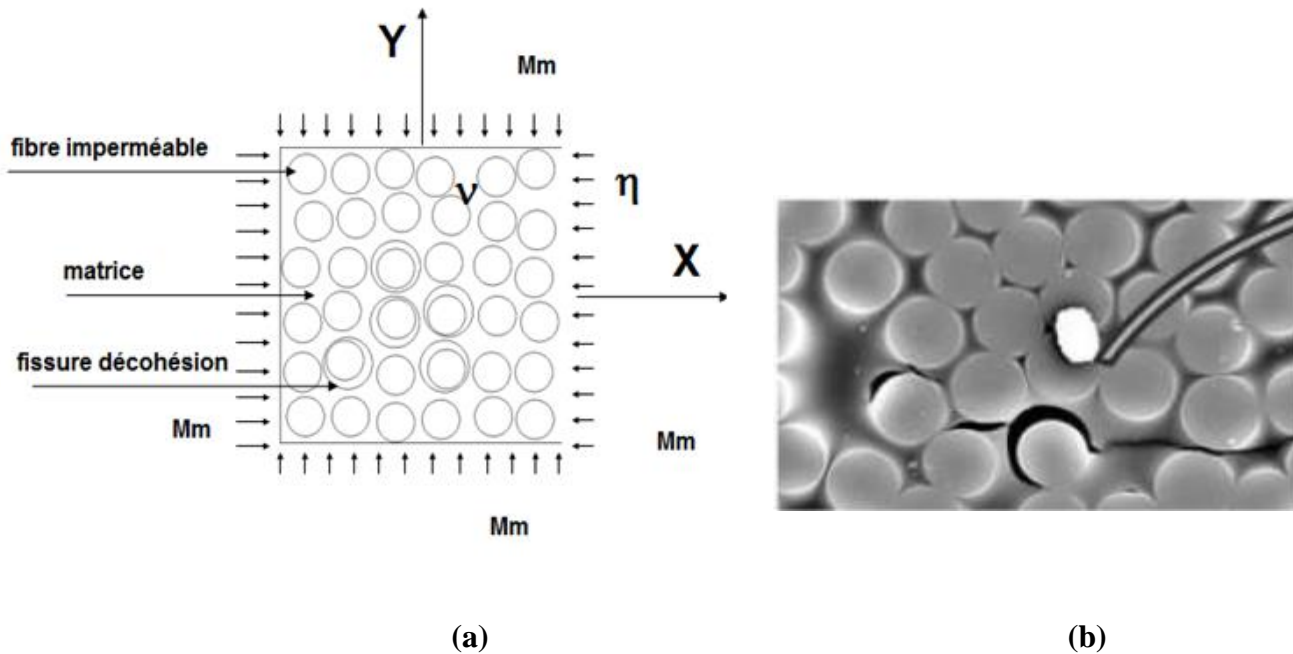 Y
Mm
fibre imperméable
ν
η
X
matrice
fissure décohésion
Mm
Mm
Mm
(a)
(b)